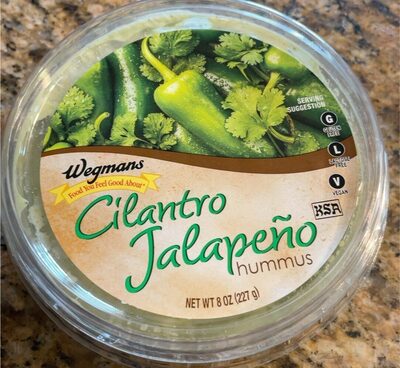 SERVING
SUGGESTION
G
GLUTEN
FREE
L
LACTOSE
FREE
V
VEGAN
KSA
Wegmans
Food You Feel Good About
Cilantro
Jalapeño
hummus
NET WT 8 OZ (227 g)